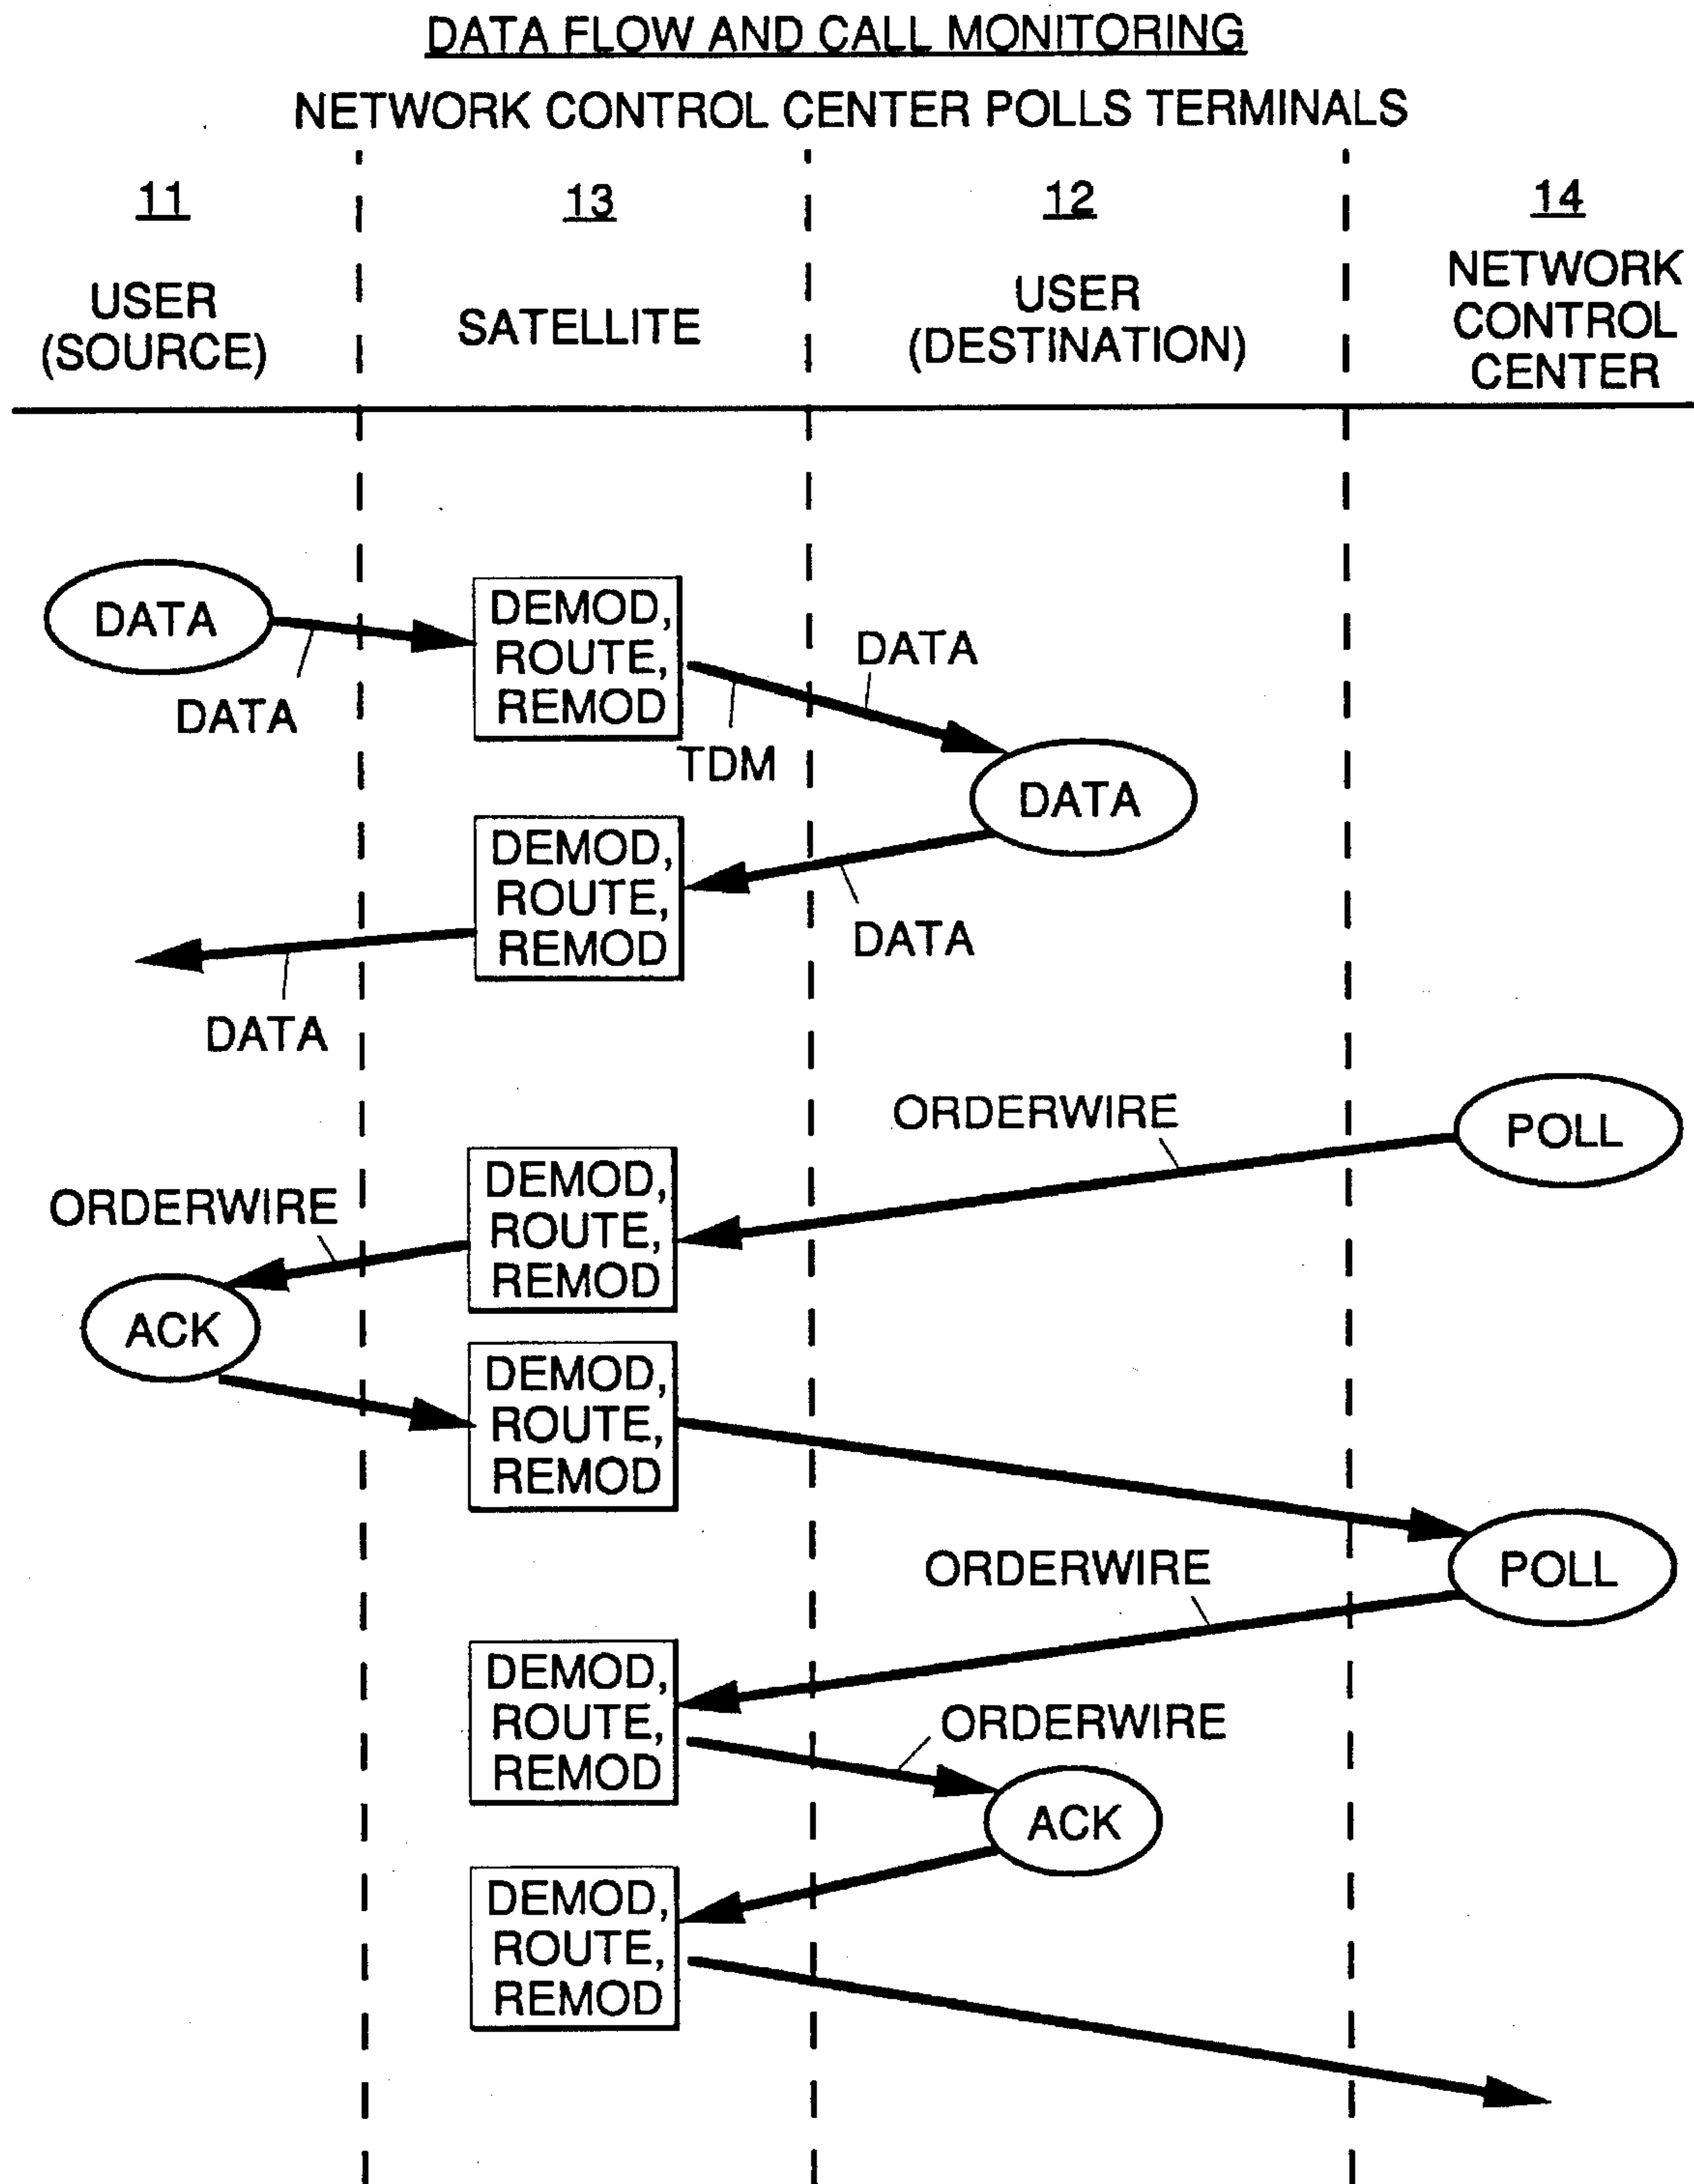 DATA FLOW AND CALL MONITORING
NETWORK CONTROL CENTER POLLS TERMINALS
11
13
12
14
USER
(SOURCE)
SATELLITE
USER
(DESTINATION)
NETWORK
CONTROL
CENTER
DATA
DATA
DEMOD,
ROUTE,
REMOD
TDM
DATA
DATA
DEMOD,
ROUTE,
REMOD
DATA
DATA
POLL
ORDERWIRE
DEMOD,
ROUTE,
REMOD
ORDERWIRE
ACK
DEMOD,
ROUTE,
REMOD
POLL
ORDERWIRE
DEMOD,
ROUTE,
REMOD
ORDERWIRE
ACK
DEMOD,
ROUTE,
REMOD